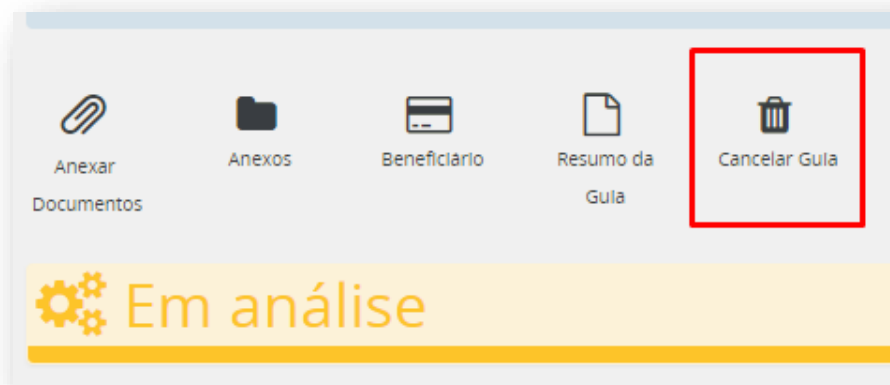 Anexar
Documentos
Anexos
Beneficiário
Resumo da
Guia
Cancelar Guia
Em análise